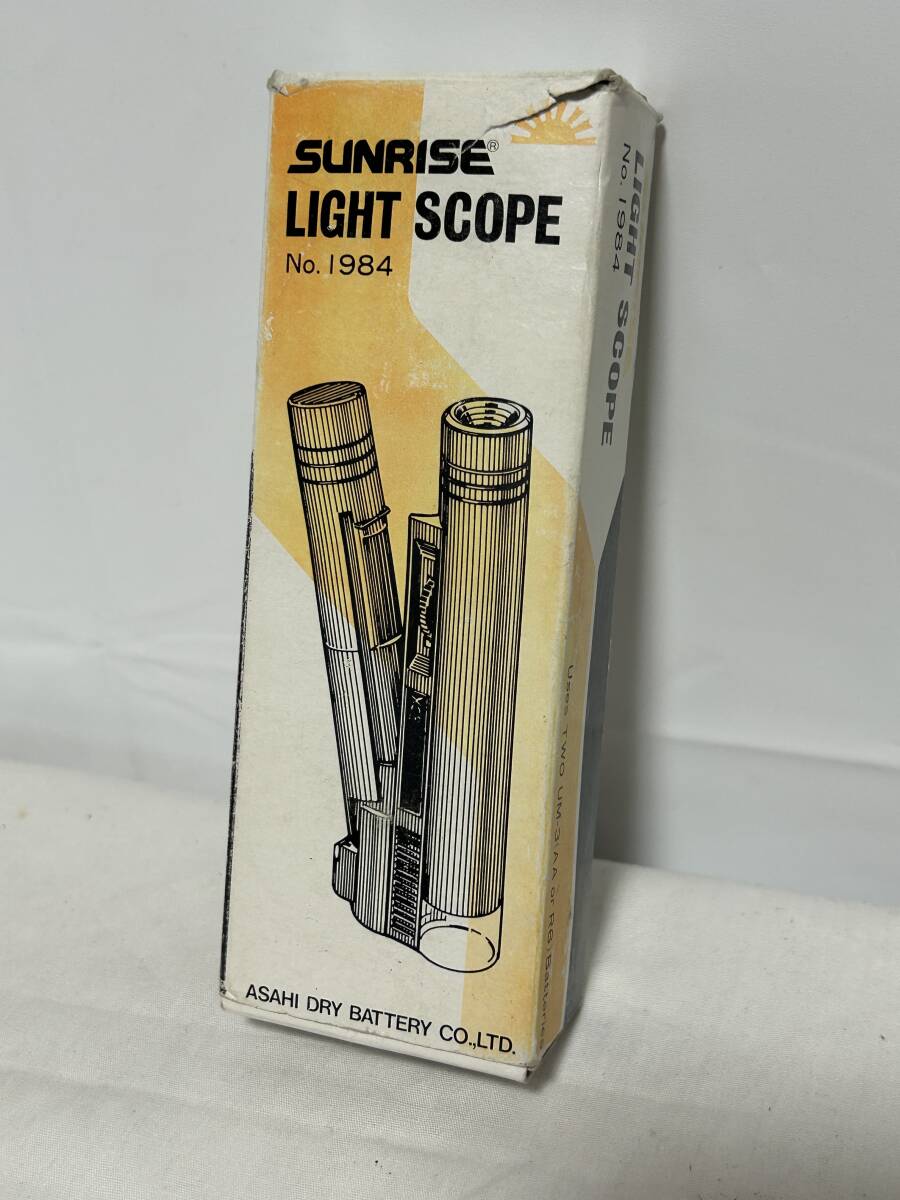 SUNRISE®
LIGHT SCOPE
No. 1984
ASAHI DRY BATTERY CO.,LTD.
LIGHT SCOPE
No. 1984
Uses TWO UM-3(AA or R6)Batteries